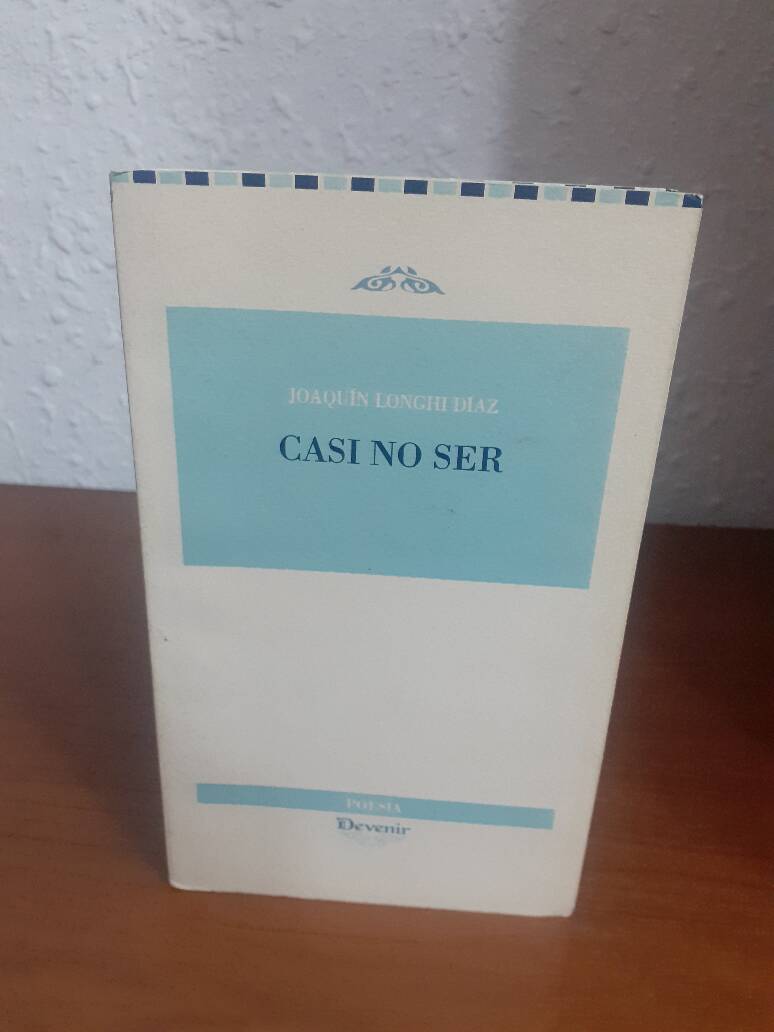 JOAQUÍN LONGHI DÍAZ
CASI NO SER
POESÍA
Devenir